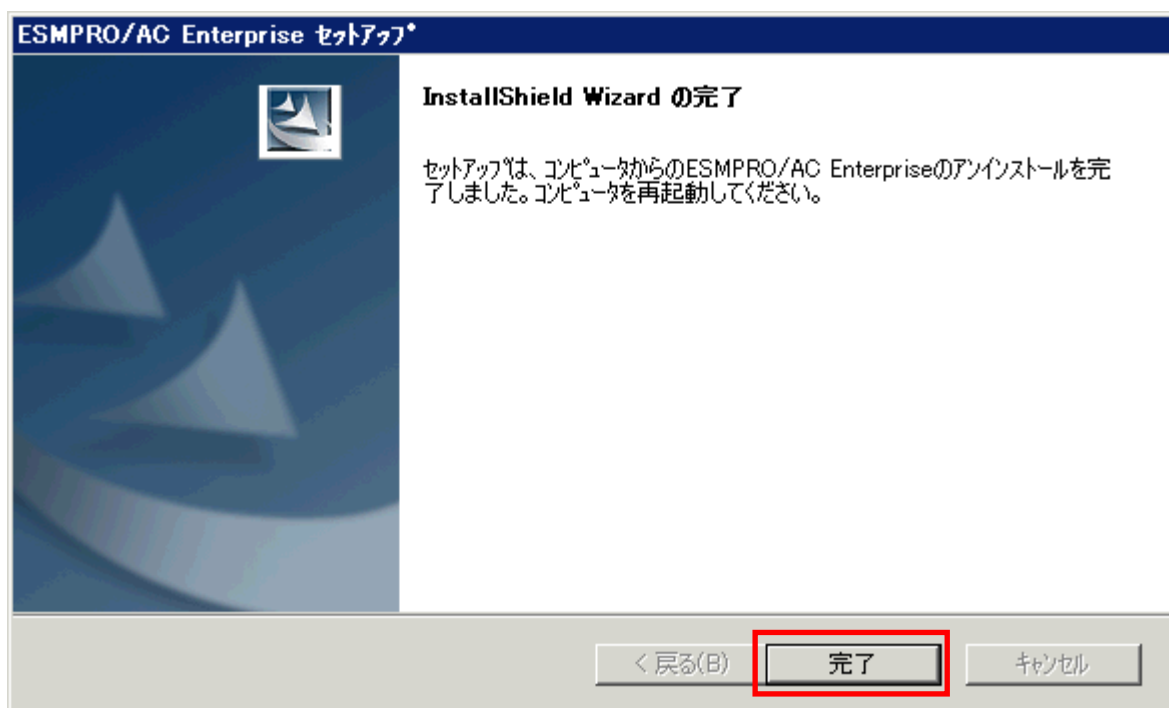 ESMPRO/AC Enterprise ｾｯﾄｱｯﾌﾟ
InstallShield Wizard の完了
ｾｯﾄｱｯﾌﾟは、ｺﾝﾋﾟｭｰﾀからのESMPRO/AC Enterpriseのｱﾝｲﾝｽﾄｰﾙを完
了しました。ｺﾝﾋﾟｭｰﾀを再起動してください。
< 戻る(B)
完了
ｷｬﾝｾﾙ